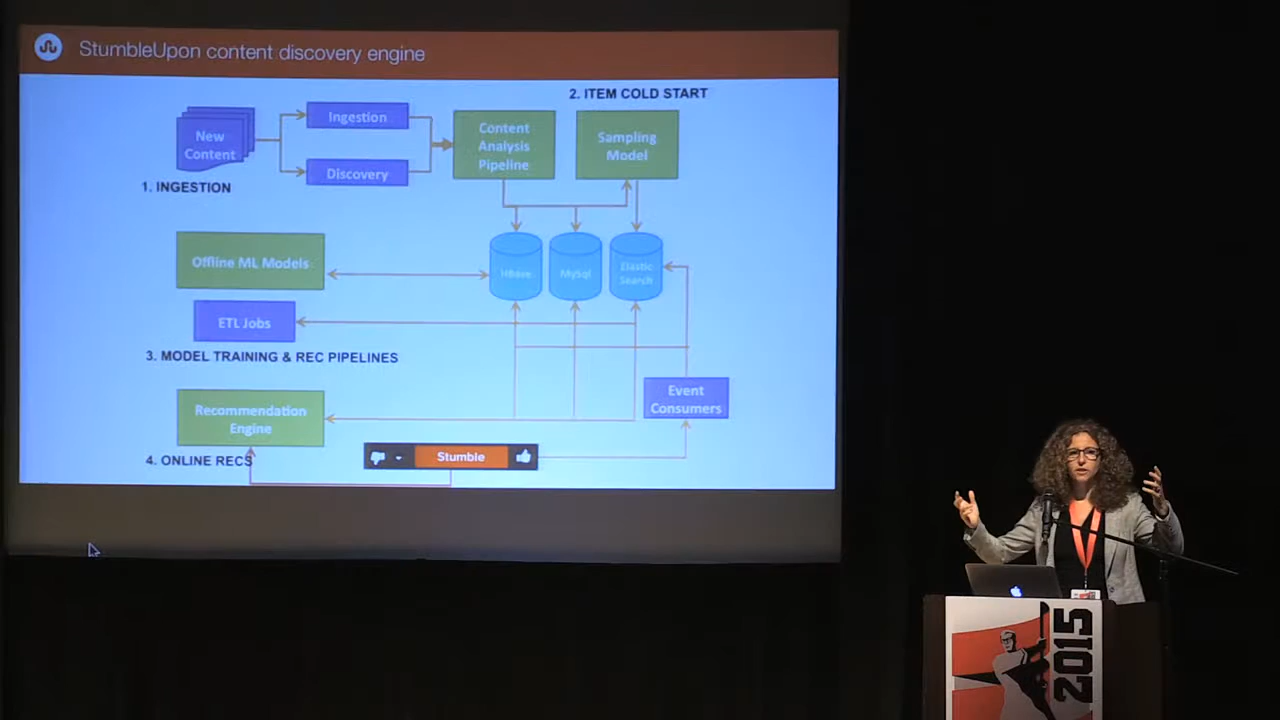 StumbleUpon content discovery engine
2. ITEM COLD START
New
Content
Ingestion
Discovery
Content
Analysis
Pipeline
Sampling
Model
1. INGESTION
Offline ML Models
HBase
MySql
Elastic
Search
ETL Jobs
3. MODEL TRAINING & REC PIPELINES
Recommendation
Engine
Event
Consumers
4. ONLINE RECS
Stumble
2015